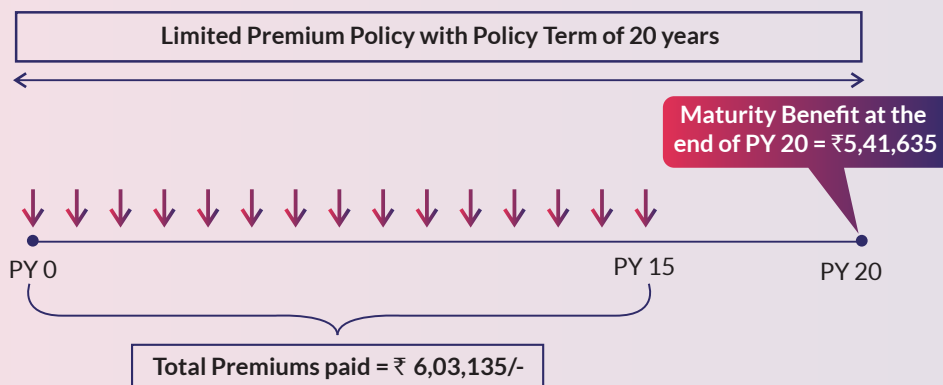 Limited Premium Policy with Policy Term of 20 years
Maturity Benefit at the
end of PY 20 = ₹5,41,635
PY 0
PY 15
PY 20
Total Premiums paid = ₹ 6,03,135/-